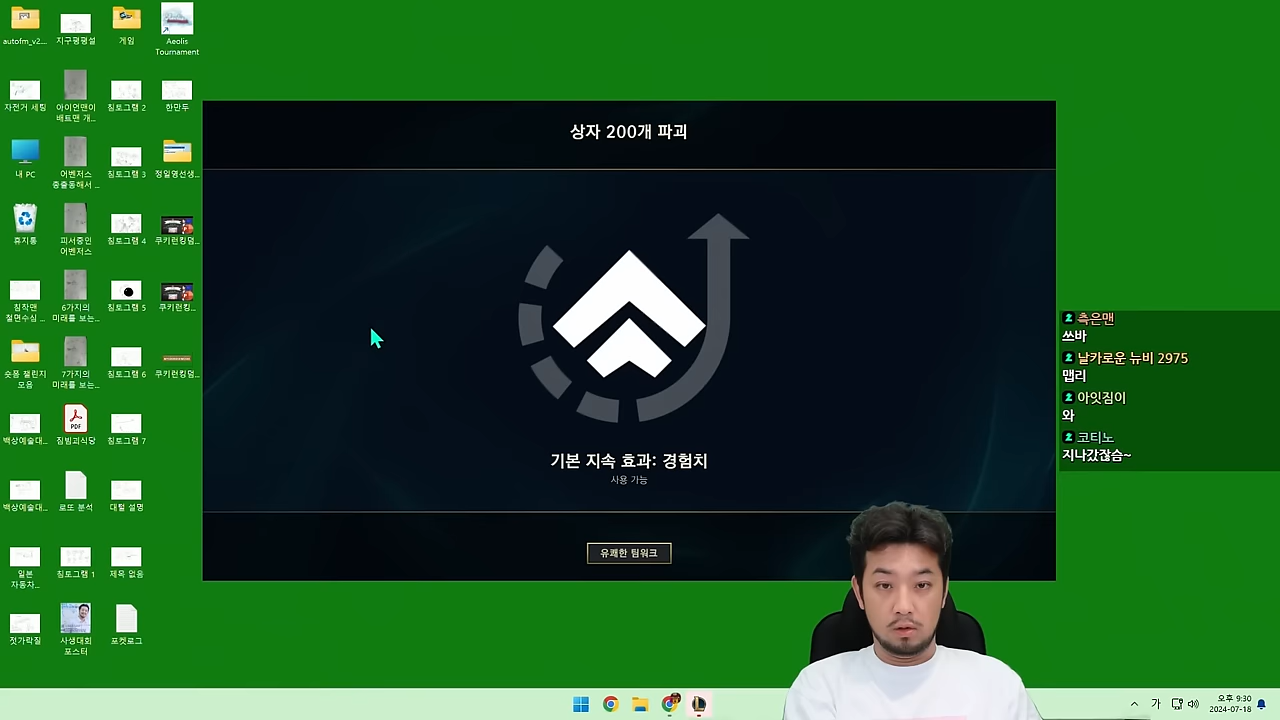 autofm_v2....
지구평평설
게임
Aeolis
Tournament
자전거 세팅
아이언맨이
배트맨 개...
침토그램 2
한만두
내 PC
어벤저스
중줄동해서 ...
침토그램 3
정일영선생...
휴지통
피서중인
어벤저스
침토그램 4
쿠키런킹덤...
침착맨
절면수심 ...
6가지의
미래를 보는...
침토그램 5
쿠키런킹...
숏폼 챌린지
모음
7가지의
미래를 보는...
침토그램 6
쿠키런킹덤...
백상예술대...
PDF
짐빔괴식당
침토그램 7
백상예술대...
로또 분석
대털 설명
일본
자동차...
침토그램 1
제목 없음
젓가락질
사생대회
포스터
포켓로그
상자 200개 파괴
기본 지속 효과: 경험치
사용 가능
유쾌한 팀워크
측은맨
쓰바
날카로운 뉴비 2975
맵리
아잇짐이
와
코티노
지나갔잖슴~
가
오후 9:30
2024-07-18